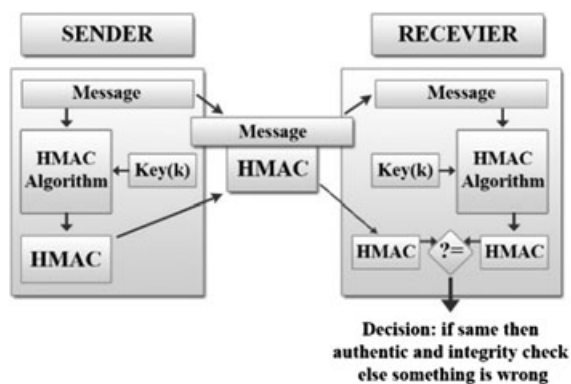 SENDER
RECEVIER
Message
HMAC
Algorithm
Key(k)
HMAC
Message
HMAC
Message
Key(k)
HMAC
Algorithm
HMAC
?=
HMAC
Decision: if same then
authentic and integrity check
else something is wrong